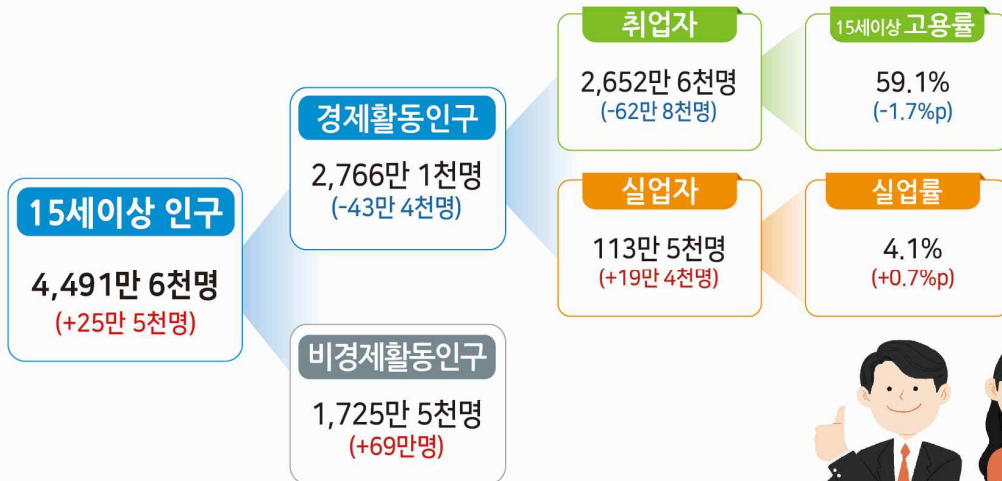 15세이상 인구
4,491만 6천명
(+25만 5천명)
경제활동인구
2,766만 1천명
(-43만 4천명)
비경제활동인구
1,725만 5천명
(+69만명)
취업자
2,652만 6천명
(-62만 8천명)
15세이상 고용률
59.1%
(-1.7%p)
실업자
113만 5천명
(+19만 4천명)
실업률
4.1%
(+0.7%p)